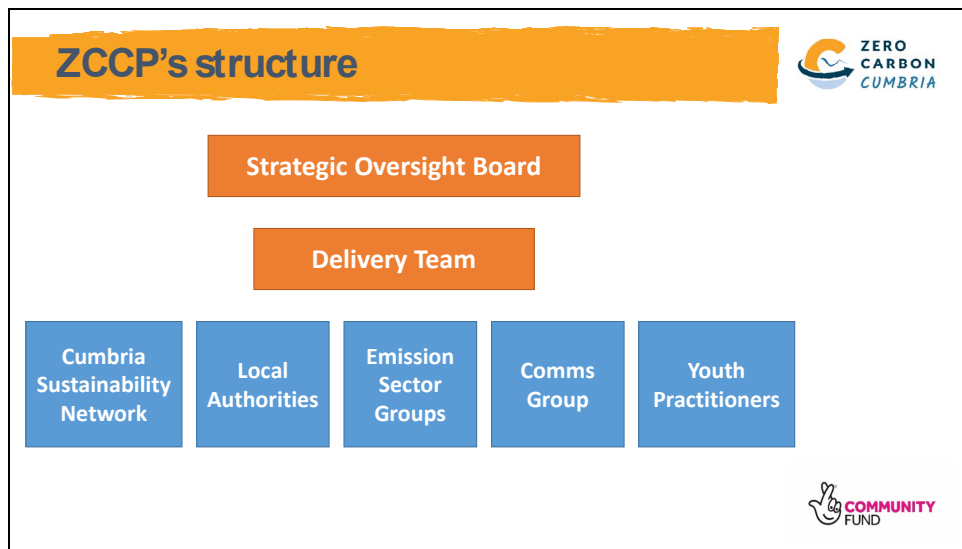 ZCCP's structure
ZERO
CARBON
CUMBRIA
Strategic Oversight Board
Delivery Team
Cumbria
Sustainability
Network
Local
Authorities
Emission
Sector
Groups
Comms
Group
Youth
Practitioners
COMMUNITY
FUND